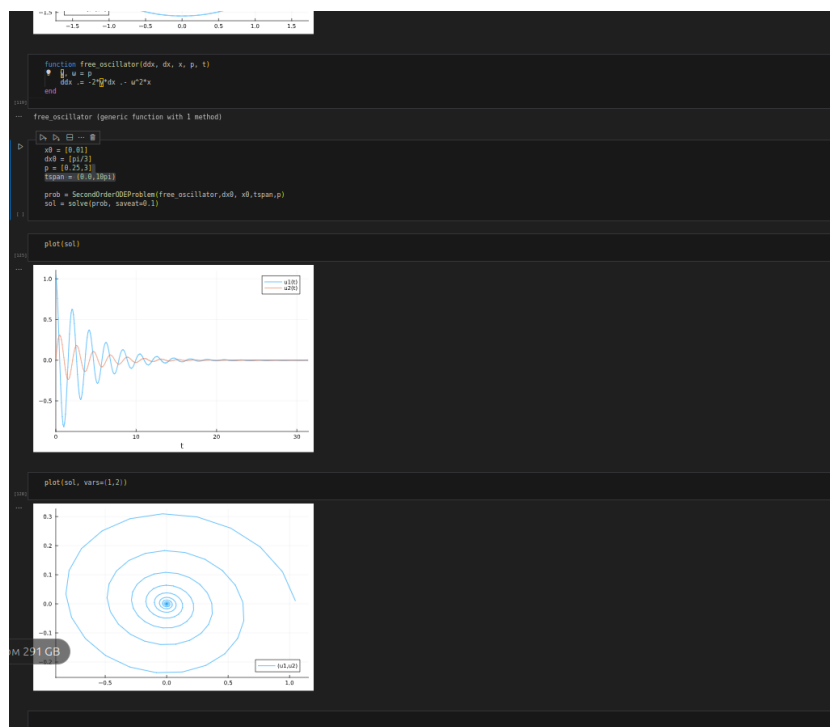 -1.5
-1.5 -1.0 -0.5 0.0 0.5 1.0 1.5
function free_oscillator(ddx, dx, x, p, t)
γ, ω = p
ddx .= -2*γ*dx .- ω^2*x
end
free_oscillator (generic function with 1 method)
x0 = [0.01]
dx0 = [pi/3]
p = [0.25,3]
tspan = (0.0,10pi)
prob = SecondOrderODEProblem(free_oscillator,dx0, x0,tspan,p)
sol = solve(prob, saveat=0.1)
[ ]
plot(sol)
1.0
0.5
0.0
-0.5
0 10 20 30
t
u1(t)
u2(t)
plot(sol, vars=(1,2))
0.3
0.2
0.1
0.0
-0.1
-0.2
-0.5 0.0 0.5 1.0
(u1,u2)
ом 291 GB